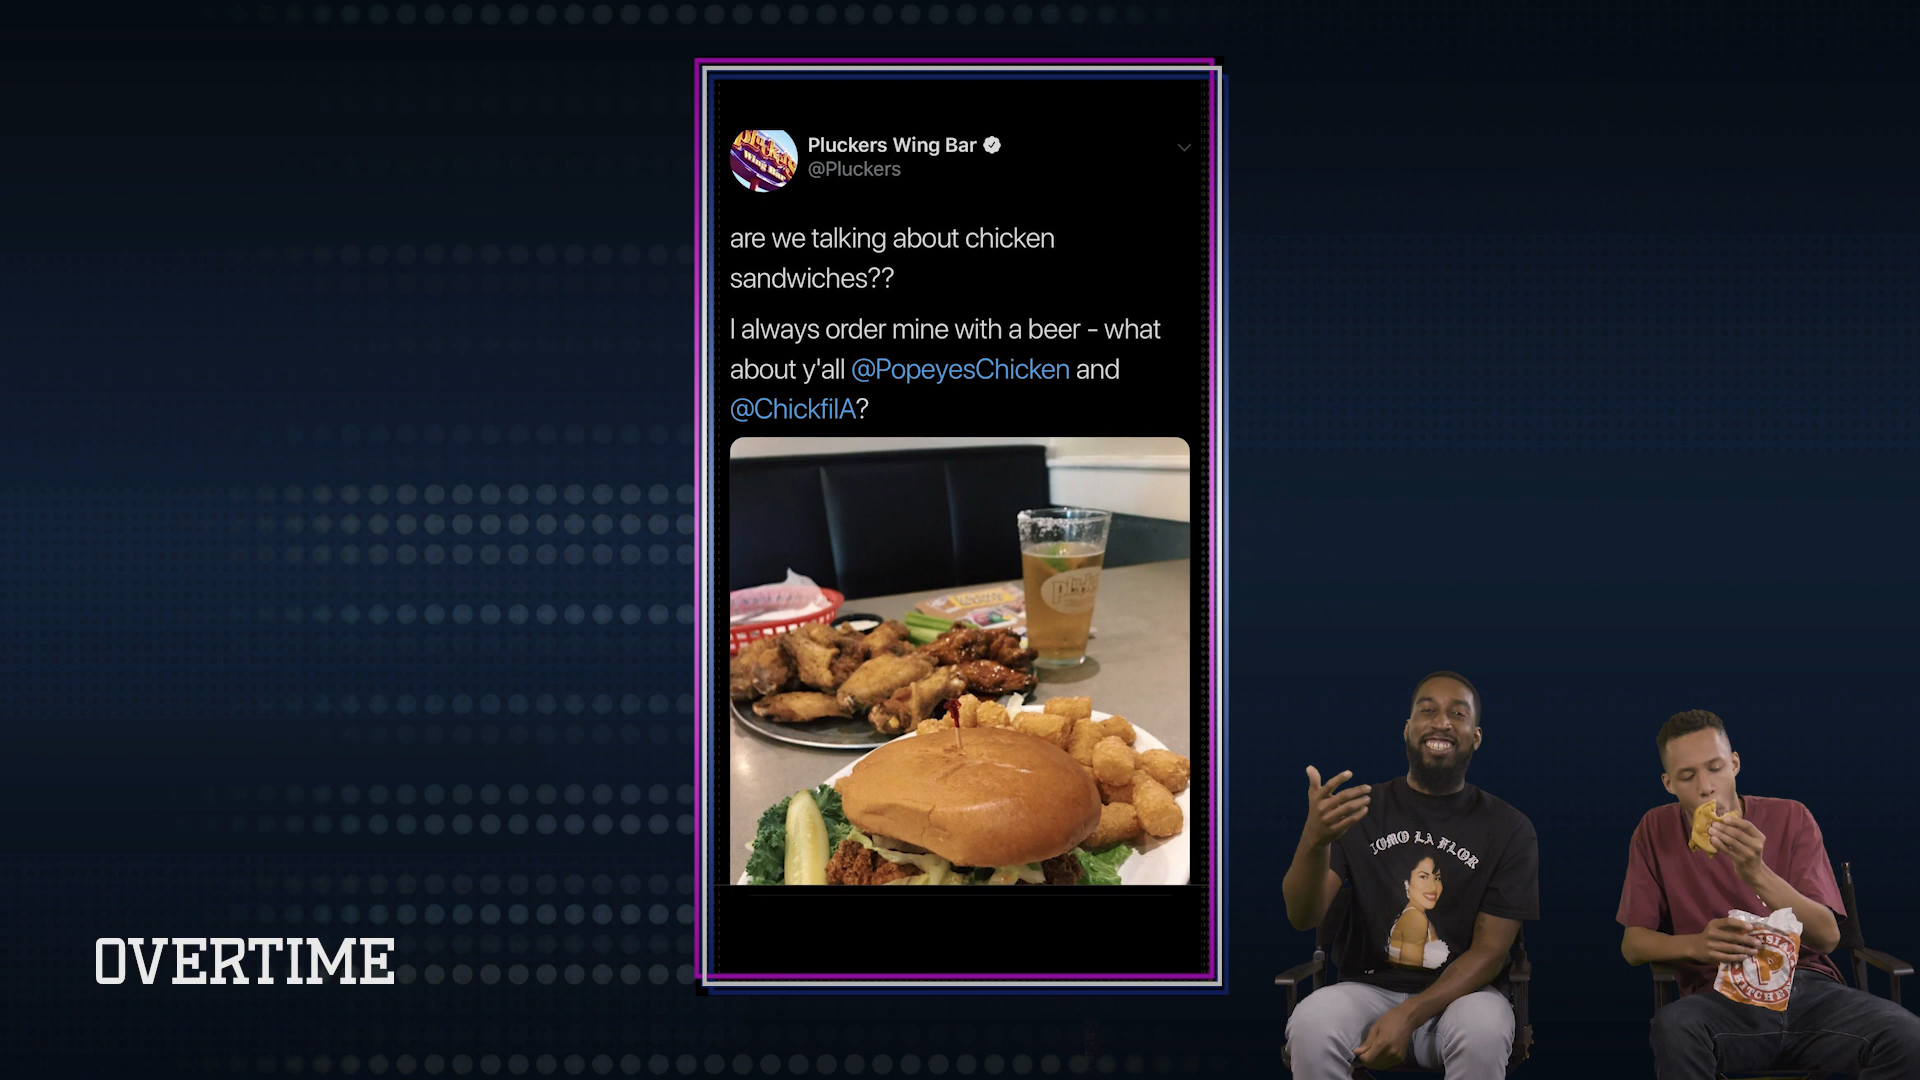 Pluckers Wing Bar
@Pluckers
are we talking about chicken
sandwiches??
I always order mine with a beer - what
about y'all @PopeyesChicken and
@ChickfilA?
COMO LA FLOR
OVERTIME